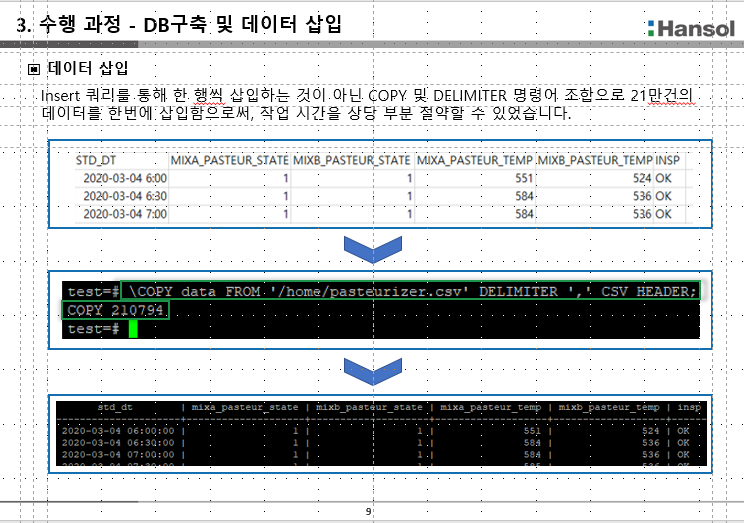 3. 수행 과정 - DB구축 및 데이터 삽입
Hansol
데이터 삽입
Insert 쿼리를 통해 한 행씩 삽입하는 것이 아닌 COPY 및 DELIMITER 명령어 조합으로 21만건의
데이터를 한번에 삽입함으로써, 작업 시간을 상당 부분 절약할 수 있었습니다.
STD_DT MIXA_PASTEUR_STATE MIXB_PASTEUR_STATE MIXA_PASTEUR_TEMP MIXB_PASTEUR_TEMP INSP
2020-03-04 6:00 1 1 551 524 OK
2020-03-04 6:30 1 1 584 536 OK
2020-03-04 7:00 1 1 584 536 OK
test=# \COPY data FROM '/home/pasteurizer.csv' DELIMITER ',' CSV HEADER;
COPY 210794
test=#
std_dt | mixa_pasteur_state | mixb_pasteur_state | mixa_pasteur_temp | mixb_pasteur_temp | insp
2020-03-04 06:00:00 | 1 | 1 | 551 | 524 | OK
2020-03-04 06:30:00 | 1 | 1 | 584 | 536 | OK
2020-03-04 07:00:00 | 1 | 1 | 584 | 536 | OK
9